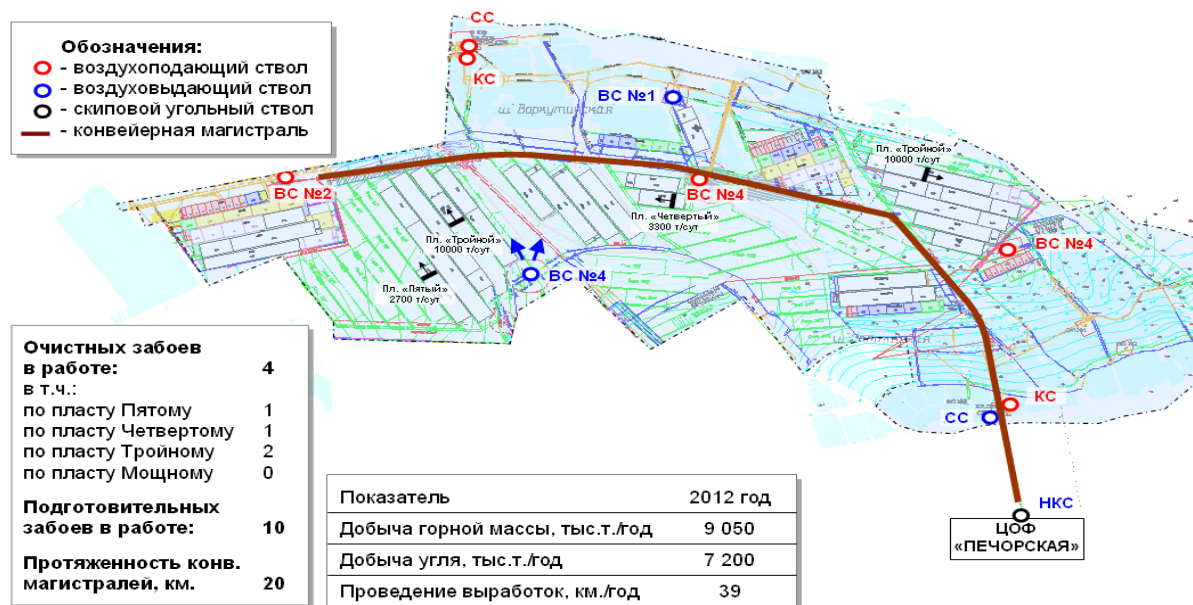 Обозначения:
- воздухоподающий ствол
- воздуховыдающий ствол
- скиповой угольный ствол
- конвейерная магистраль
СС
КС
ВС №1
ш. Воркутинская
Пл. «Тройной»
10000 т/сут
ВС №2
ВС №4
Пл. «Четвертый»
3300 т/сут
Пл. «Тройной»
10000 т/сут
ВС №4
ВС №4
Пл. «Пятый»
2700 т/сут
КС
СС
НКС
ЦОФ
«ПЕЧОРСКАЯ»
Очистных забоев
в работе: 4
в т.ч.:
по пласту Пятому 1
по пласту Четвертому 1
по пласту Тройному 2
по пласту Мощному 0
Подготовительных
забоев в работе: 10
Протяженность конв.
магистралей, км. 20
Показатель 2012 год
Добыча горной массы, тыс.т./год 9 050
Добыча угля, тыс.т./год 7 200
Проведение выработок, км./год 39